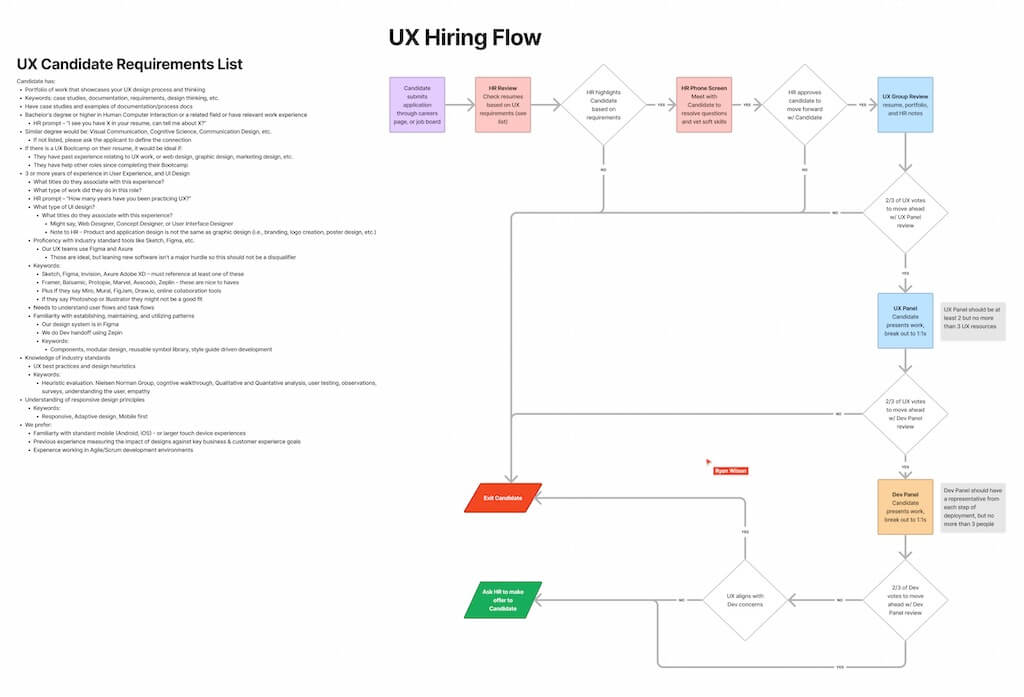 UX Hiring Flow
UX Candidate Requirements List
Candidate has:
• Portfolio of work that showcases your UX design process and thinking
• Keywords: case studies, documentation, requirements, design thinking, etc.
• Have case studies and examples of documentation/process docs
• Bachelor's degree or higher in Human Computer Interaction or a related field or have relevant work experience
• HR prompt - "I see you have X in your resume, can tell me about X?"
• Similar degree would be: Visual Communication, Cognitive Science, Communication Design, etc.
• If not listed, please ask the applicant to define the connection
• If there is a UX Bootcamp on their resume, it would be ideal if:
• They have past experience relating to UX work, or web design, graphic design, marketing design, etc.
• They have help other roles since completing their Bootcamp
• 3 or more years of experience in User Experience, and UI Design
• What titles do they associate with this experience?
• What type of work did they do in this role?
• HR prompt - "How many years have you been practicing UX?"
• What type of UI design?
• What titles do they associate with this experience?
• Might say, Web Designer, Concept Designer, or User Interface Designer
• Note to HR - Product and application design is not the same as graphic design (i.e., branding, logo creation, poster design, etc.)
• Proficency with industry standard tools like Sketch, Figma, etc.
• Our UX teams use Figma and Axure
• Those are ideal, but leaning new software isn't a major hurdle so this should not be a disqualifier
• Keywords:
• Sketch, Figma, Invision, Axure Adobe XD - must reference at least one of these
• Framer, Balsamic, Protopie, Marvel, Avocodo, Zeplin - these are nice to haves
• Plus if they say Miro, Mural, FigJam, Draw.io, online collaboration tools
• if they say Photoshop or Illustrator they might not be a good fit
• Needs to understand user flows and task flows
• Familiarity with establishing, maintaining, and utilizing patterns
• Our design system is in Figma
• We do Dev handoff using Zepin
• Keywords:
• Components, modular design, reusable symbol library, style guide driven development
• Knowledge of industry standards
• UX best practices and design heuristics
• Keywords:
• Heuristic evaluation. Nielsen Norman Group, cogntive walkthrough, Qualitative and Quantative analysis, user testing, observations,
surveys, understanding the user, empathy
• Understanding of responsive design principles
• Keywords:
• Responsive, Adaptive design, Mobile first
• We prefer:
• Familiarty with standard mobile (Android, iOS) - or larger touch device experiences
• Previous experience measuring the impact of designs against key business & customer experience goals
• Experience working in Agile/Scrum development environments
Candidate
submits
application
through careers
page, or job board
HR Review
Check resumes
based on UX
requirements (see
list)
HR highlights
Candidate
based on
requirements
YES
HR Phone Screen
Meet with
Candidate to
resolve questions
and vet soft skills
YES
HR approves
candidate to
move forward
w/ Candidate
YES
UX Group Review
resume, portfolio,
and HR notes
NO
NO
2/3 of UX votes
to move ahead
w/ UX Panel
review
NO
YES
UX Panel
Candidate
presents work,
break out to 1:1s
UX Panel should be at
least 2 but no more
than 3 UX resources
2/3 of UX votes
to move ahead
w/ Dev Panel
review
NO
YES
Ryan Wilson
Dev Panel
Candidate
presents work,
break out to 1:1s
Dev Panel should have
a representative from
each step of
deployment, but no
more than 3 people
Exit Candidate
YES
2/3 of Dev
votes to move
ahead w/ Dev
Panel review
NO
UX aligns with
Dev concerns
NO
Ask HR to make
offer to
Candidate
YES